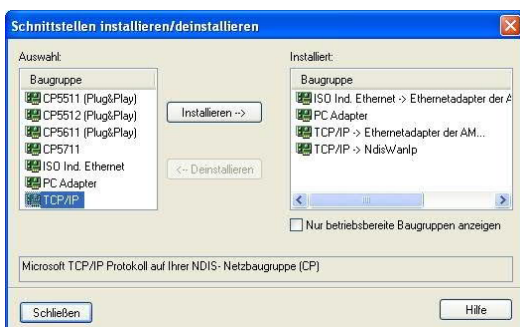 Schnittstellen installieren/deinstallieren
Auswahl:
Baugruppe
CP5511 (Plug&Play)
CP5512 (Plug&Play)
CP5611 (Plug&Play)
CP5711
ISO Ind. Ethernet
PC Adapter
TCP/IP
Installieren -->
<-- Deinstallieren
Installiert:
Baugruppe
ISO Ind. Ethernet -> Ethernetadapter der A
PC Adapter
TCP/IP -> Ethernetadapter der AM...
TCP/IP -> NdisWanIp
Nur betriebsbereite Baugruppen anzeigen
Microsoft TCP/IP Protokoll auf Ihrer NDIS- Netzbaugruppe (CP)
Schließen
Hilfe